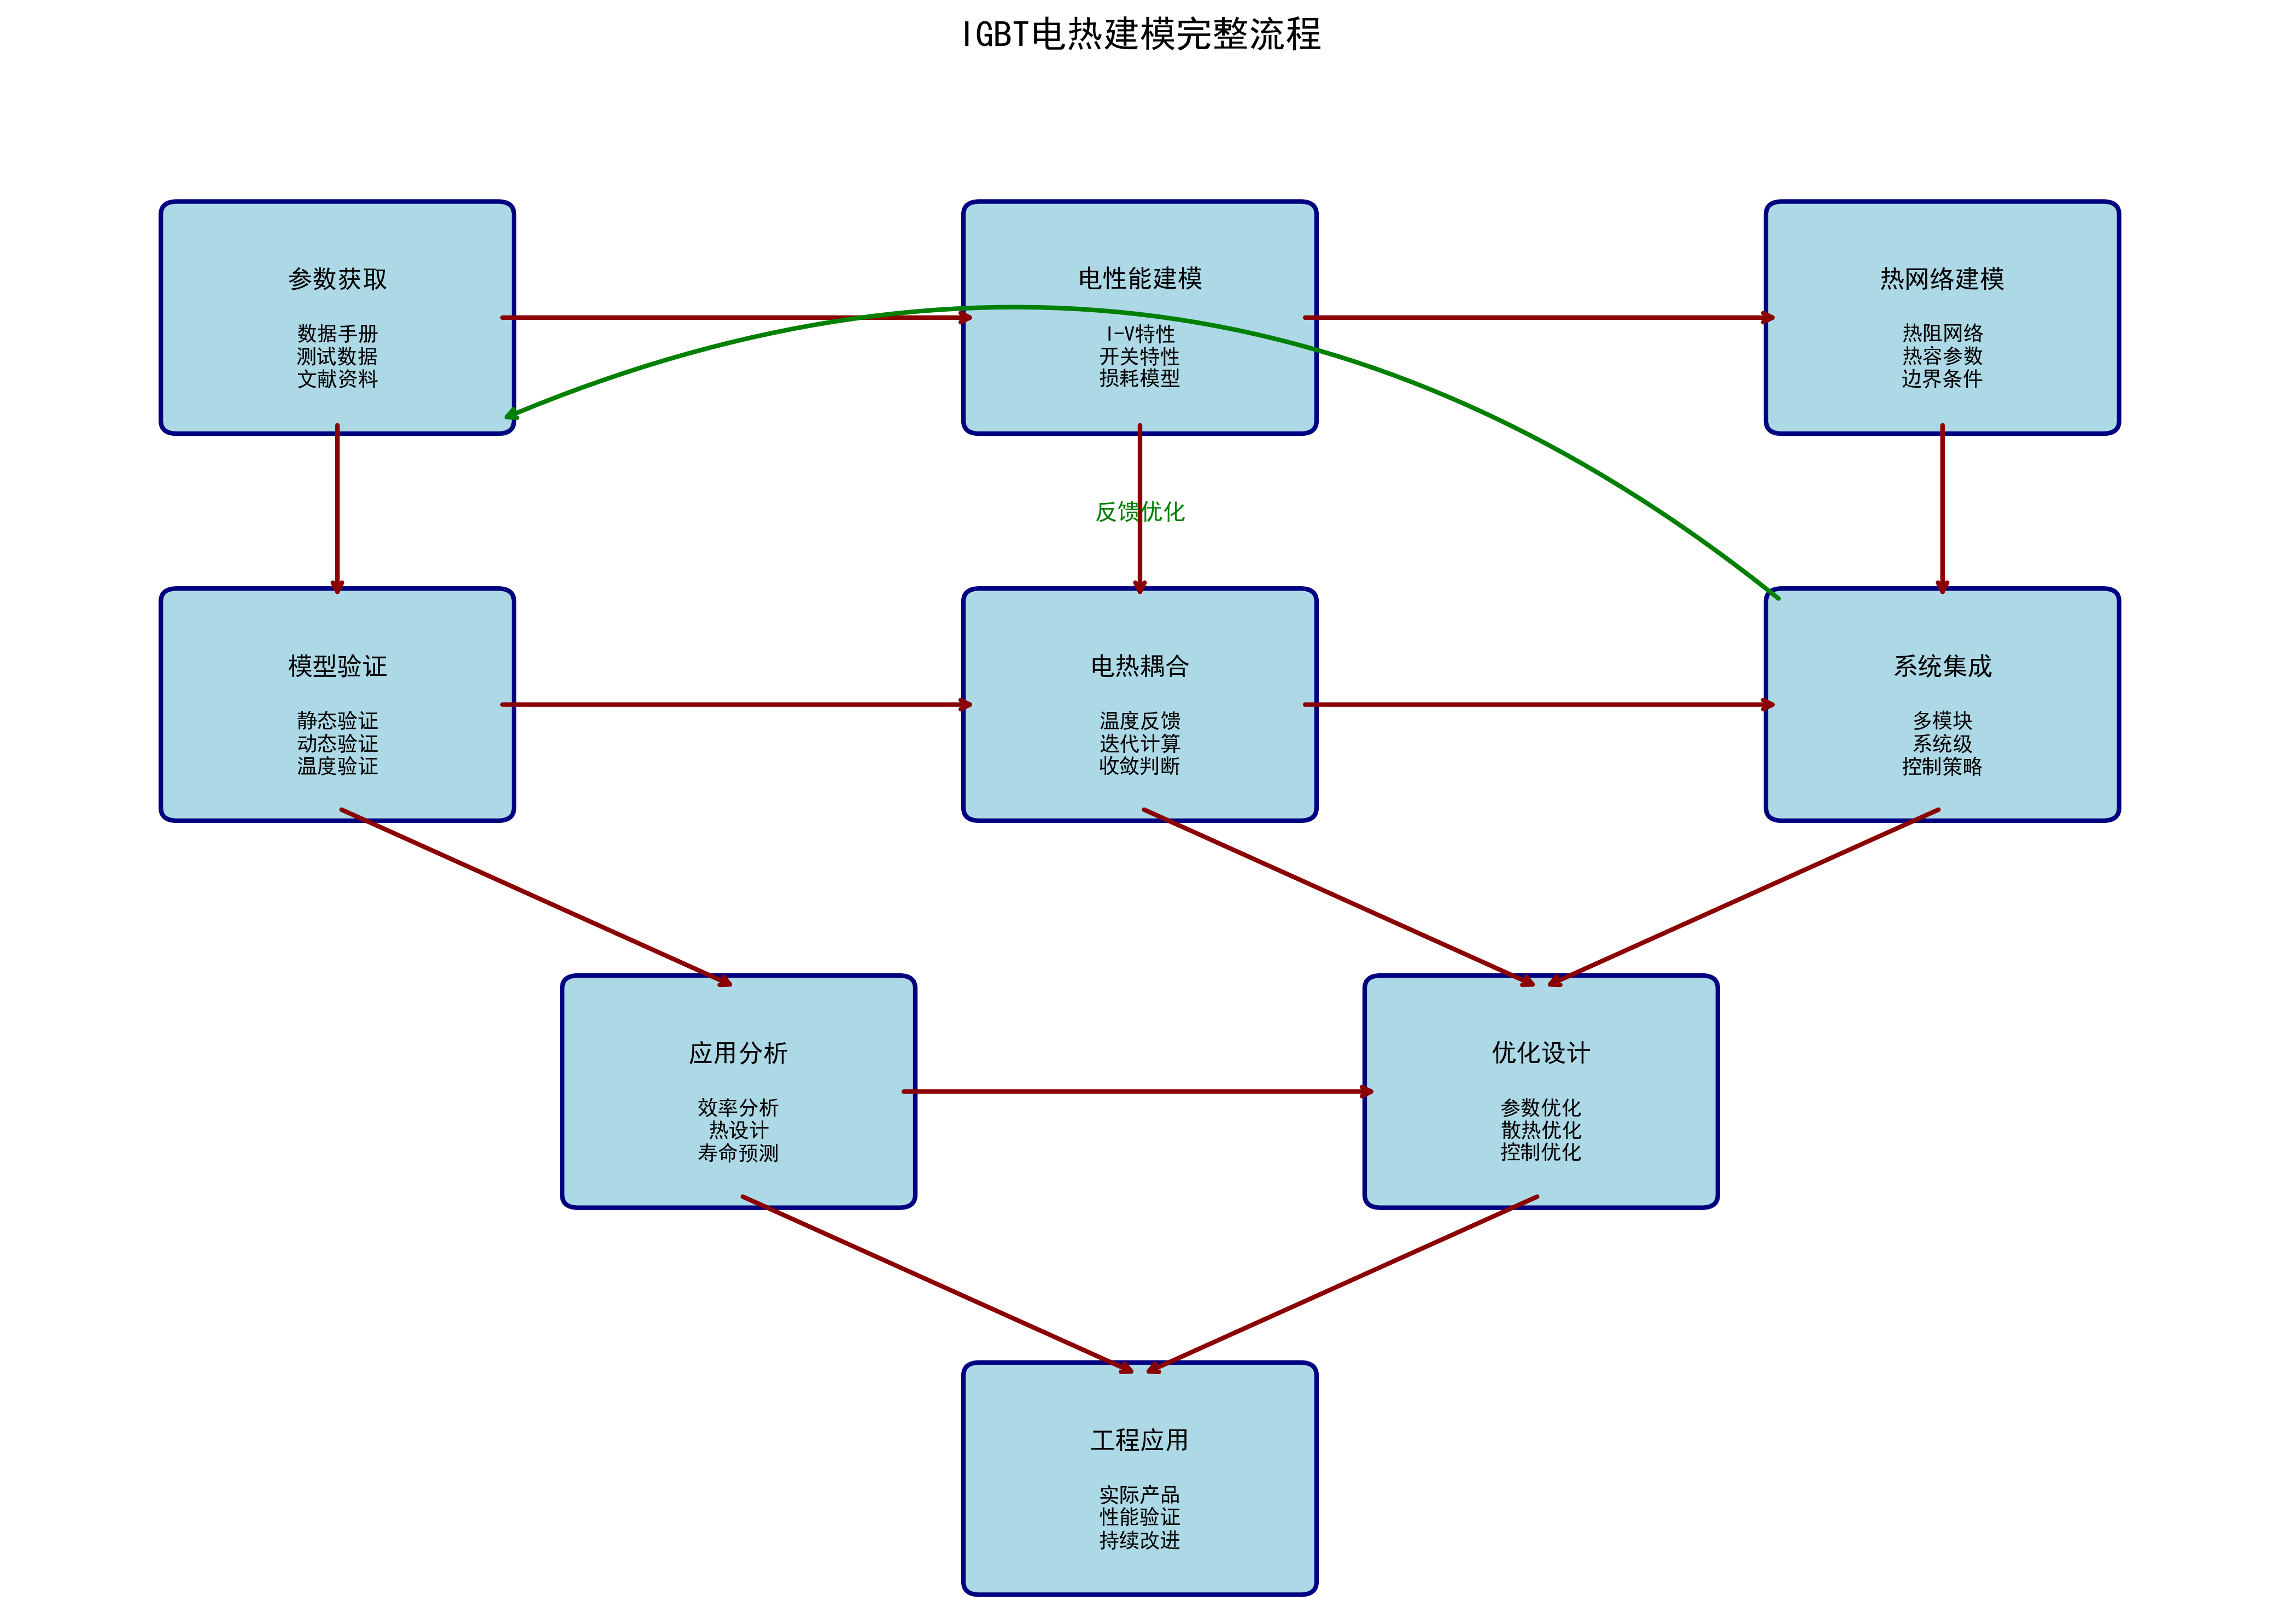 IGBT电热建模完整流程
参数获取
数据手册
测试数据
文献资料
电性能建模
I-V特性
开关特性
损耗模型
热网络建模
热阻网络
热容参数
边界条件
反馈优化
模型验证
静态验证
动态验证
温度验证
电热耦合
温度反馈
迭代计算
收敛判断
系统集成
多模块
系统级
控制策略
应用分析
效率分析
热设计
寿命预测
优化设计
参数优化
散热优化
控制优化
工程应用
实际产品
性能验证
持续改进